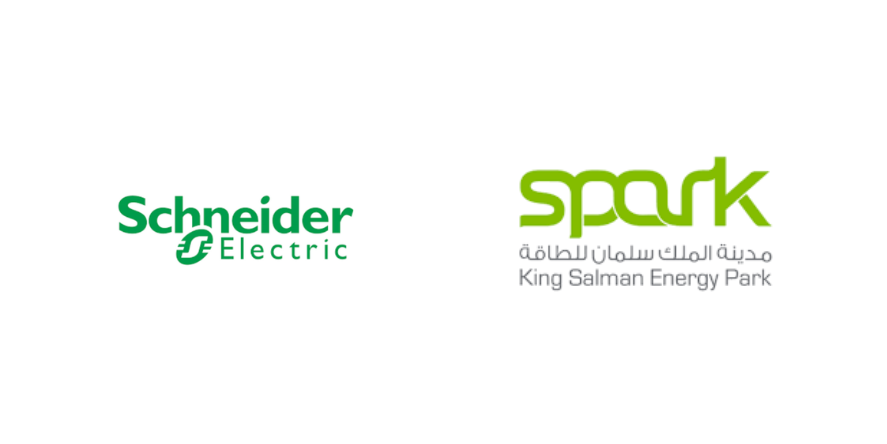 Schneider
Electric
spark
مدينة الملك سلمان للطاقة
King Salman Energy Park